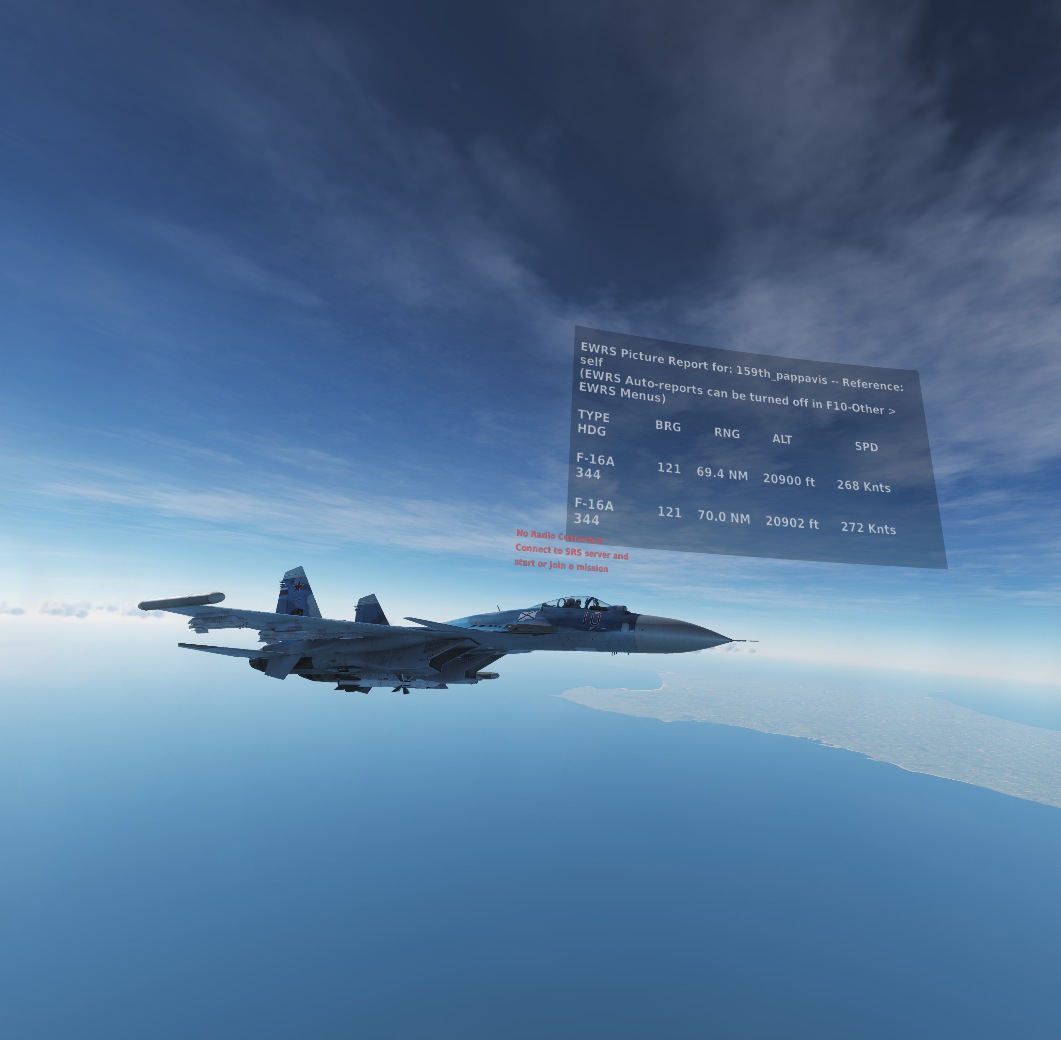 EWRS Picture Report for: 159th_pappavis -- Reference:
self
(EWRS Auto-reports can be turned off in F10-Other >
EWRS Menus)
TYPE BRG RNG ALT SPD
HDG
F-16A 121 69.4 NM 20900 ft 268 Knts
344
F-16A 121 70.0 NM 20902 ft 272 Knts
344
No Radio
Connect to SRS server and
start or join a mission
10